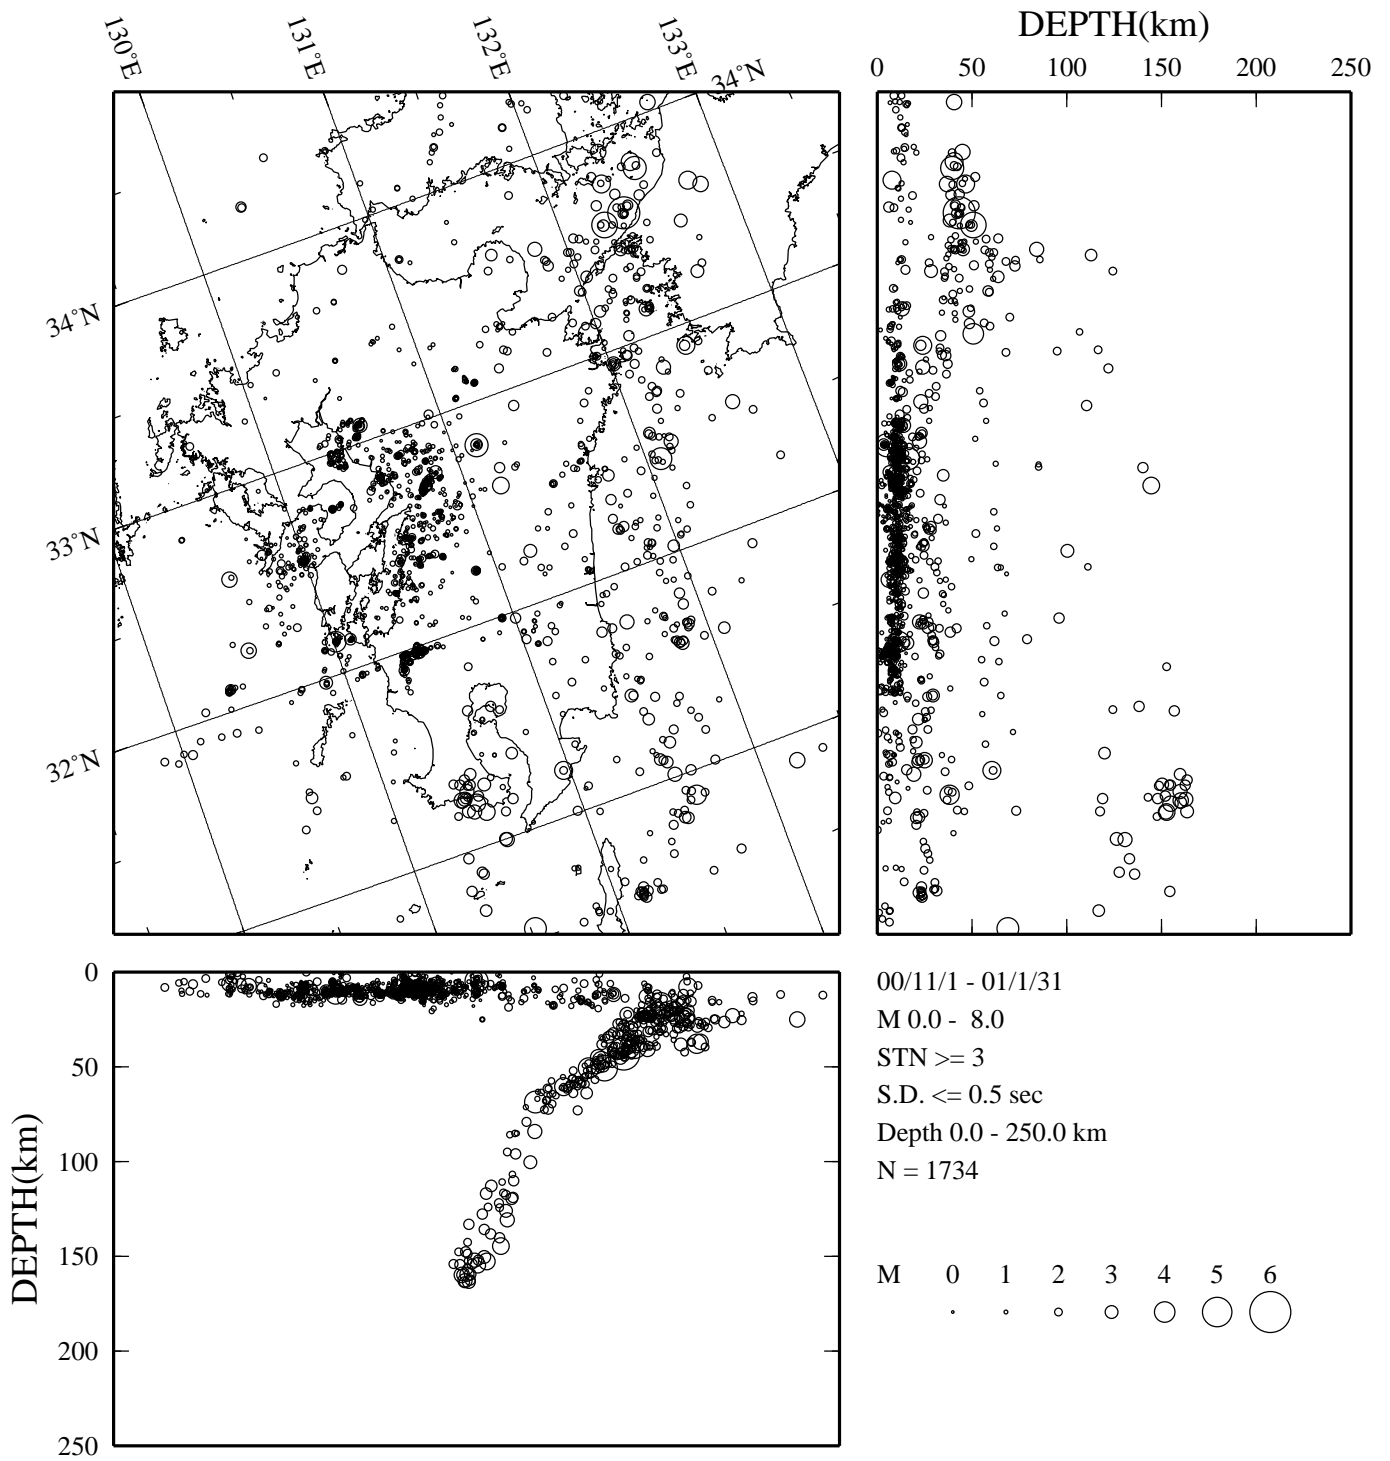 DEPTH(km)
130°E 131°E 132°E 133°E 34°N
0 50 100 150 200 250
34°N
33°N
32°N
0
50
100
150
200
250
DEPTH(km)
00/11/1 - 01/1/31
M 0.0 - 8.0
STN >= 3
S.D. <= 0.5 sec
Depth 0.0 - 250.0 km
N = 1734
M 0 1 2 3 4 5 6